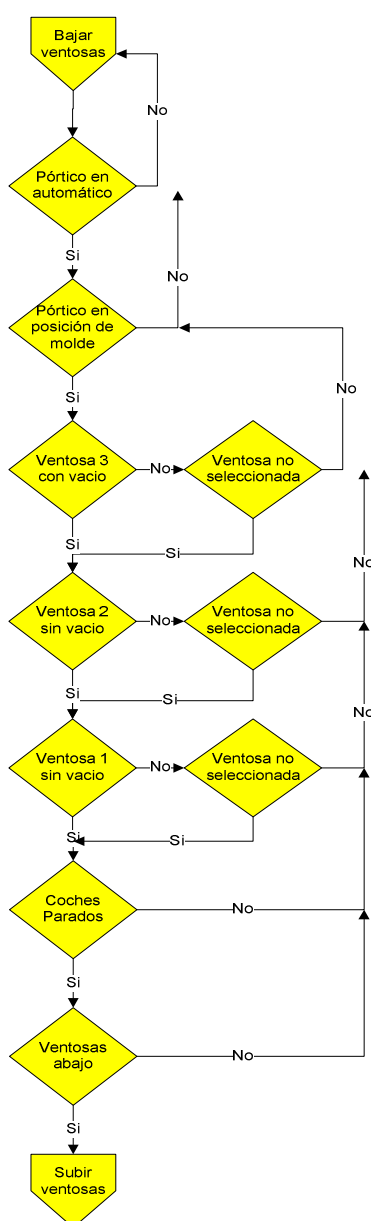 Bajar
ventosas
No
Pórtico en
automático
Si
No
Pórtico en
posición de
molde
Si
No
Ventosa 3
con vacio
No
Ventosa no
seleccionada
Si
Si
No
Ventosa 2
sin vacio
No
Ventosa no
seleccionada
Si
Si
No
Ventosa 1
sin vacio
No
Ventosa no
seleccionada
Si
Si
Coches
Parados
No
Si
Ventosas
abajo
No
Si
Subir
ventosas